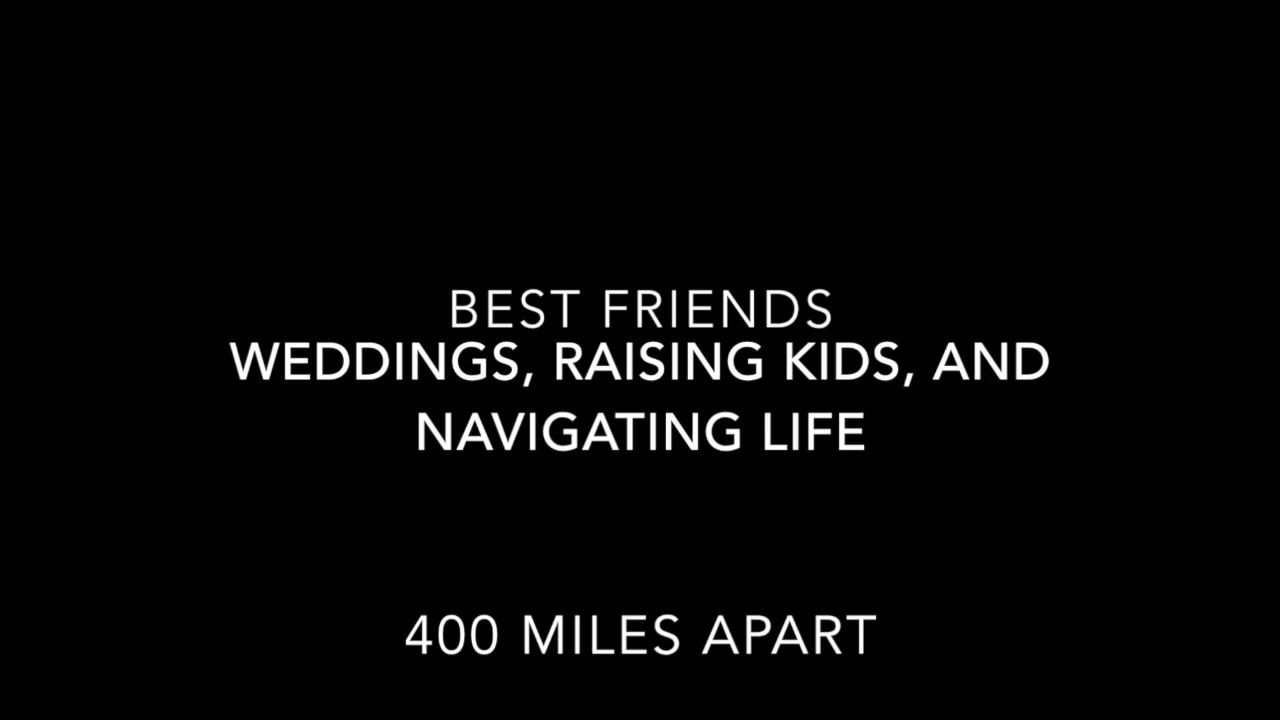 BEST FRIENDS
WEDDINGS, RAISING KIDS, AND
NAVIGATING LIFE
400 MILES APART